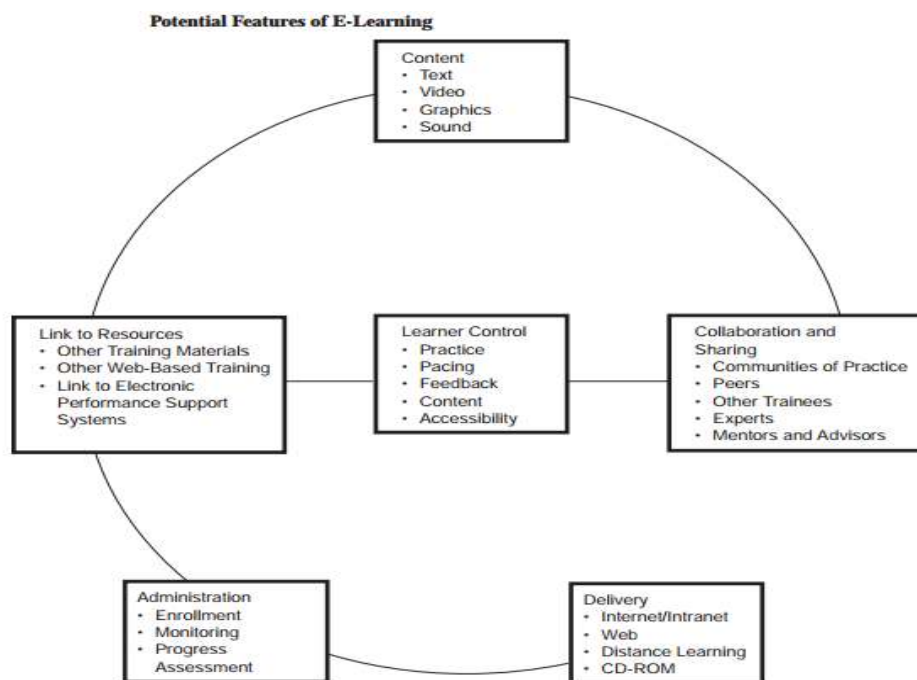 Potential Features of E-Learning
Content
• Text
• Video
• Graphics
• Sound
Link to Resources
• Other Training Materials
• Other Web-Based Training
• Link to Electronic
Performance Support
Systems
Learner Control
• Practice
• Pacing
• Feedback
• Content
• Accessibility
Collaboration and
Sharing
• Communities of Practice
• Peers
• Other Trainees
• Experts
• Mentors and Advisors
Administration
• Enrollment
• Monitoring
• Progress
Assessment
Delivery
• Internet/Intranet
• Web
• Distance Learning
• CD-ROM